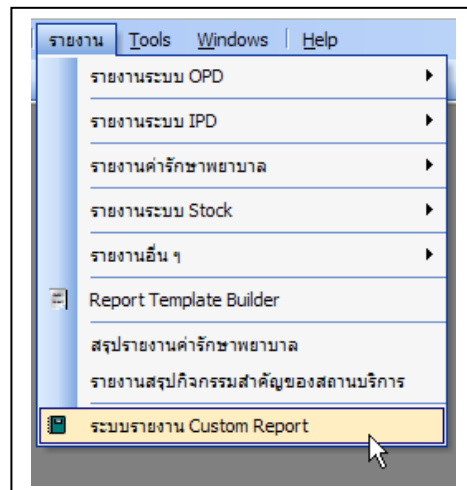 รายงาน Tools Windows Help
รายงานระบบ OPD
รายงานระบบ IPD
รายงานค่ารักษาพยาบาล
รายงานระบบ Stock
รายงานอื่น ๆ
Report Template Builder
สรุปรายงานค่ารักษาพยาบาล
รายงานสรุปกิจกรรมสำคัญของสถานบริการ
ระบบรายงาน Custom Report